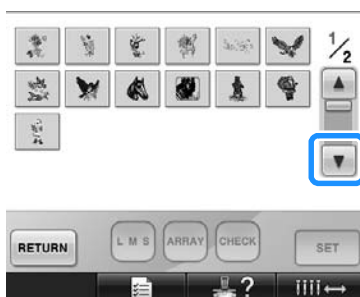 1/2
RETURN
L M S
ARRAY
CHECK
SET
?